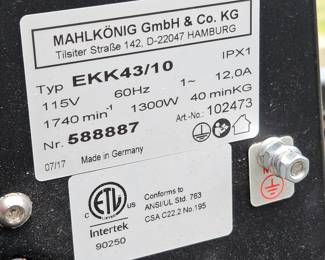 MAHLKÖNIG GmbH & Co. KG
Tilsiter Straße 142, D-22047 HAMBURG
Typ EKK43/10 IPX1
115V 60Hz 1~ 12,0A
1740 min⁻¹ 1300W 40 minKG
Nr. 588887 Art-No.: 102473
07/17 Made in Germany
ETL
C US
Intertek
90250
Conforms to
ANSI/UL Std. 763
CSA C22.2 No.195